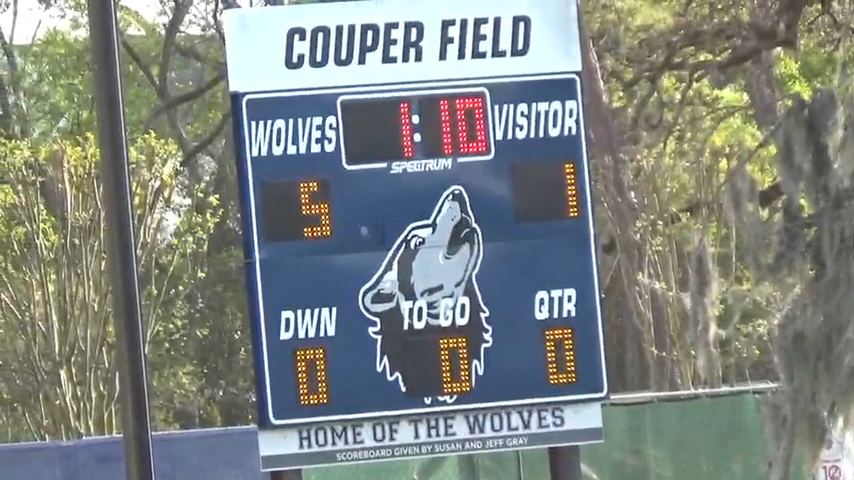 COUPER FIELD
WOLVES 1:10 VISITOR
SPECTRUM
5 1
DWN TO GO QTR
0 0 0
HOME OF THE WOLVES
SCOREBOARD GIVEN BY SUSAN AND JEFF GRAY